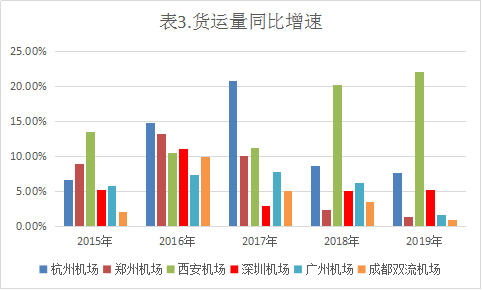 表3.货运量同比增速
25.00%
20.00%
15.00%
10.00%
5.00%
0.00%
2015年 2016年 2017年 2018年 2019年
杭州机场 郑州机场 西安机场 深圳机场 广州机场 成都双流机场